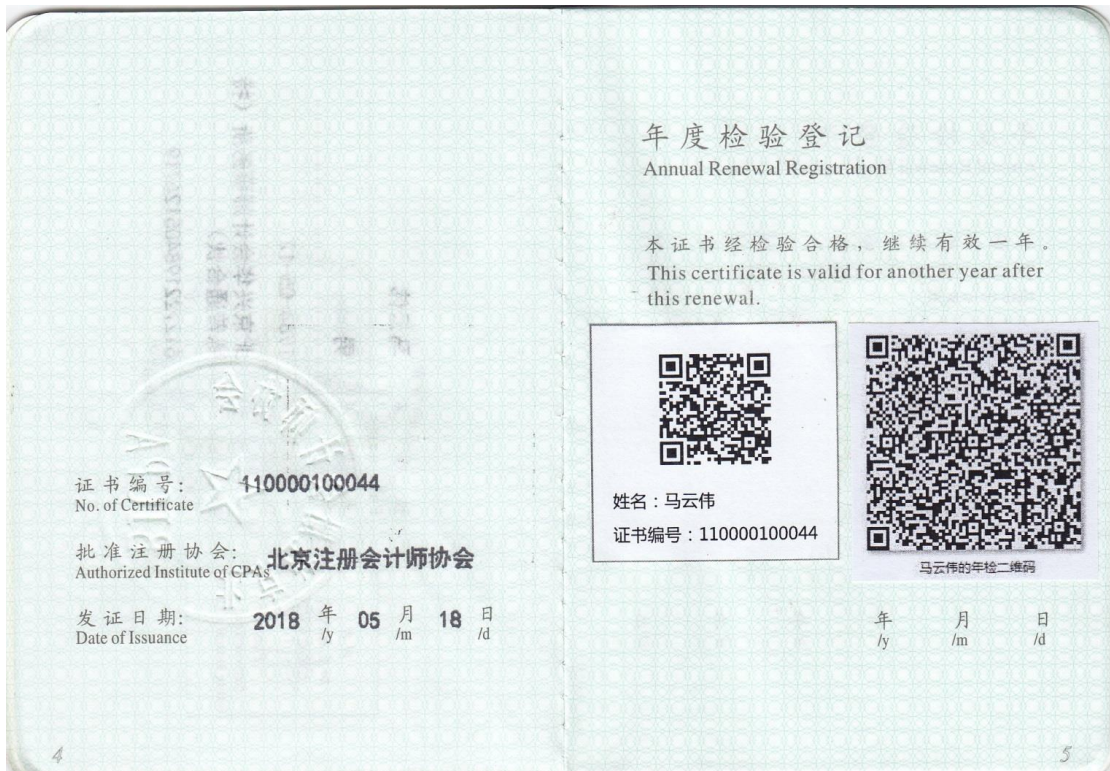 证书编号: 110000100044
No. of Certificate
批准注册协会: 北京注册会计师协会
Authorized Institute of CPAs
发证日期: 2018 年 05 月 18 日
Date of Issuance /y /m /d
4
年度检验登记
Annual Renewal Registration
本证书经检验合格，继续有效一年。
This certificate is valid for another year after
this renewal.
姓名：马云伟
证书编号：110000100044
马云伟的年检二维码
年 月 日
/y /m /d
5